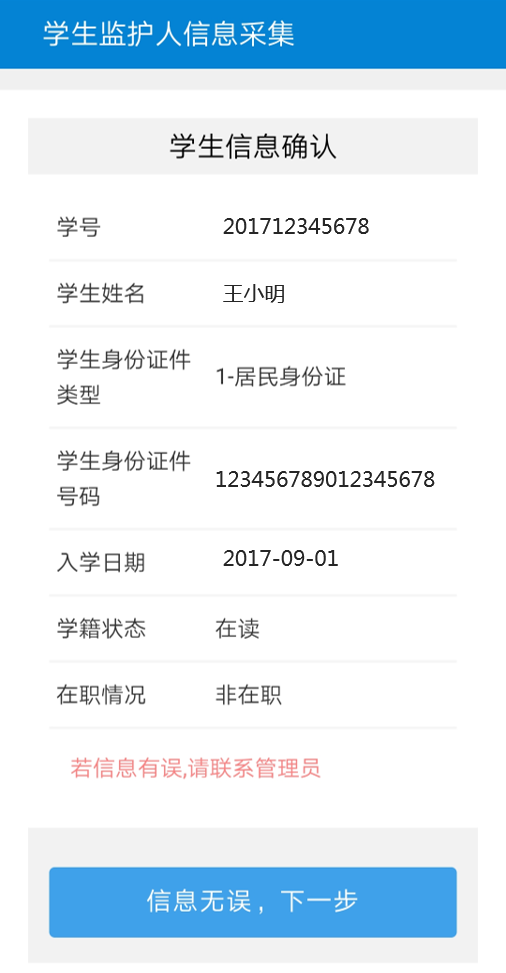 学生监护人信息采集
学生信息确认
学号 201712345678
学生姓名 王小明
学生身份证件
类型 1-居民身份证
学生身份证件
号码 123456789012345678
入学日期 2017-09-01
学籍状态 在读
在职情况 非在职
若信息有误,请联系管理员
信息无误，下一步